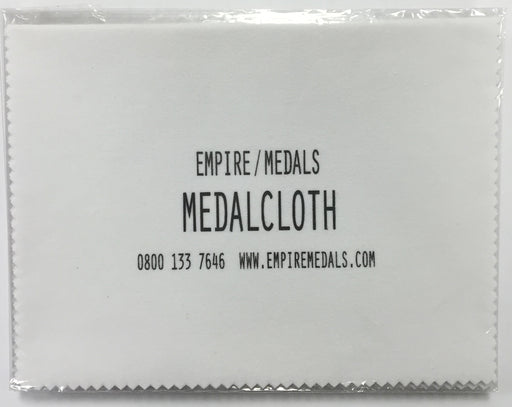 EMPIRE/MEDALS
MEDALCLOTH
0800 133 7646 WWW.EMPIREMEDALS.COM